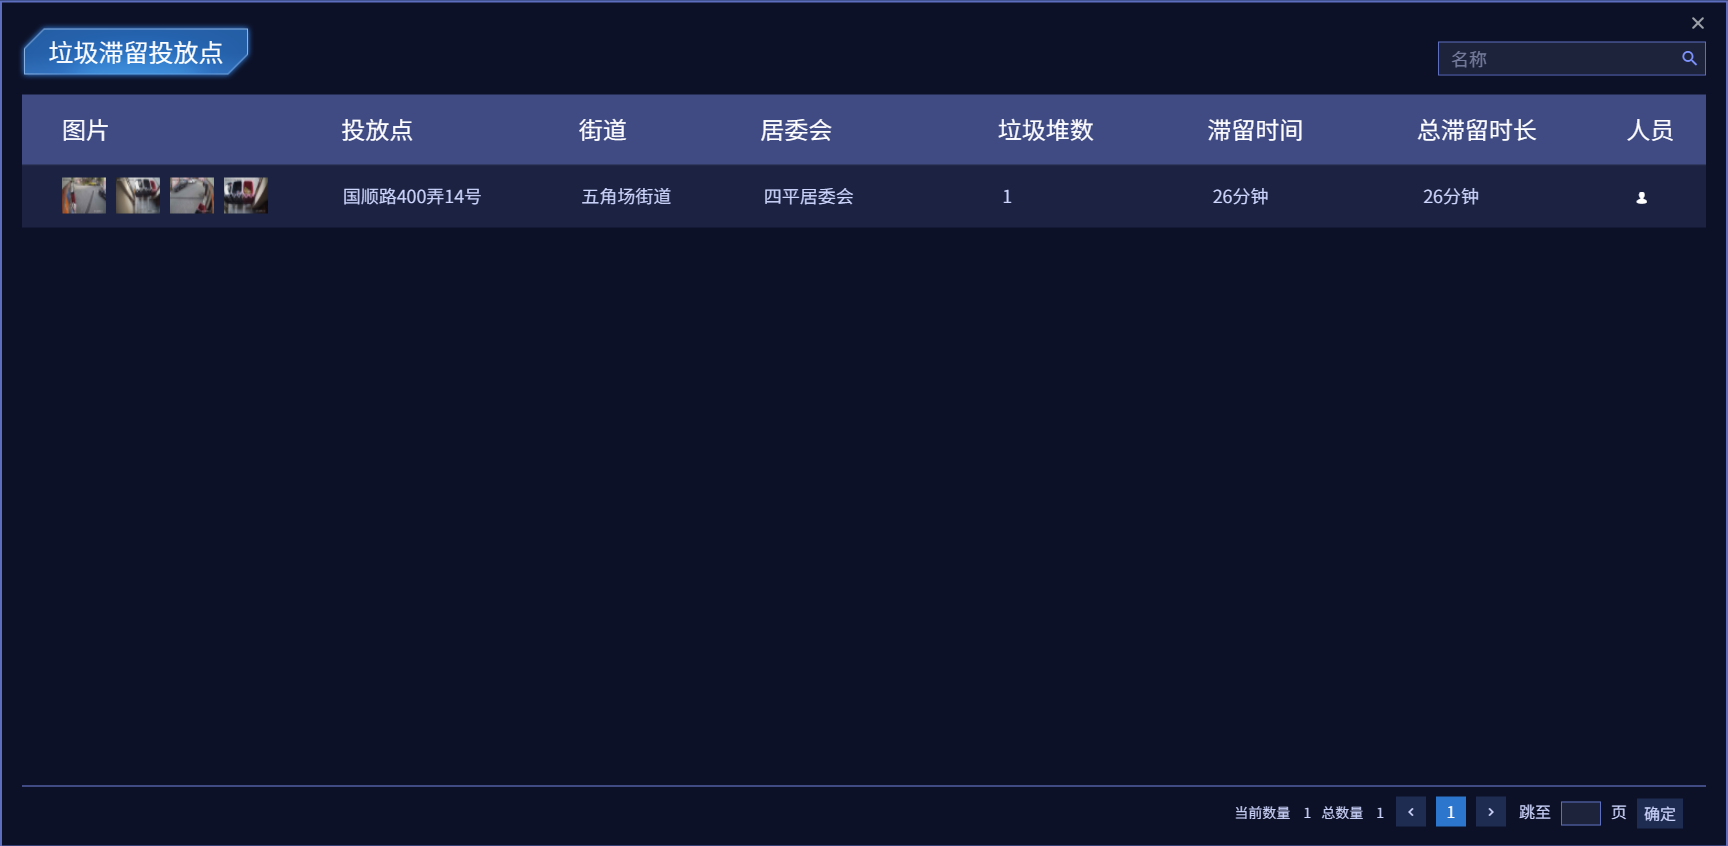 垃圾滞留投放点
名称
图片 投放点 街道 居委会 垃圾堆数 滞留时间 总滞留时长 人员
国顺路400弄14号 五角场街道 四平居委会 1 26分钟 26分钟
当前数量 1 总数量 1 1 跳至 页 确定